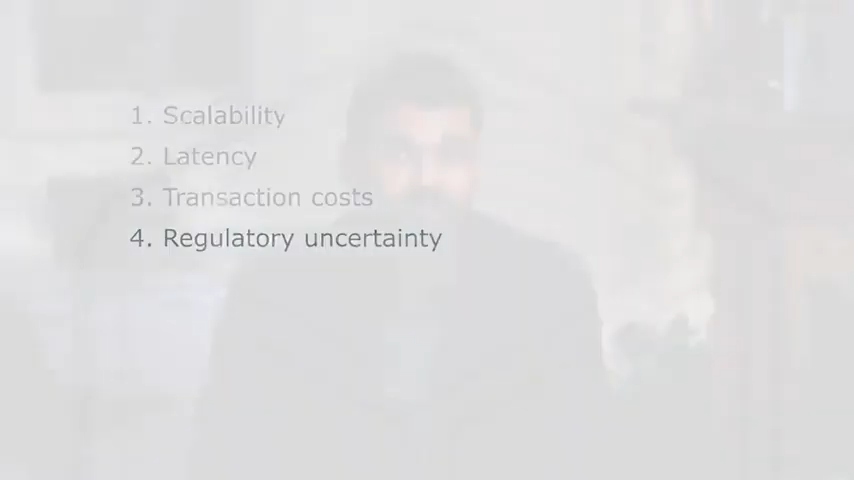 1. Scalability
2. Latency
3. Transaction costs
4. Regulatory uncertainty